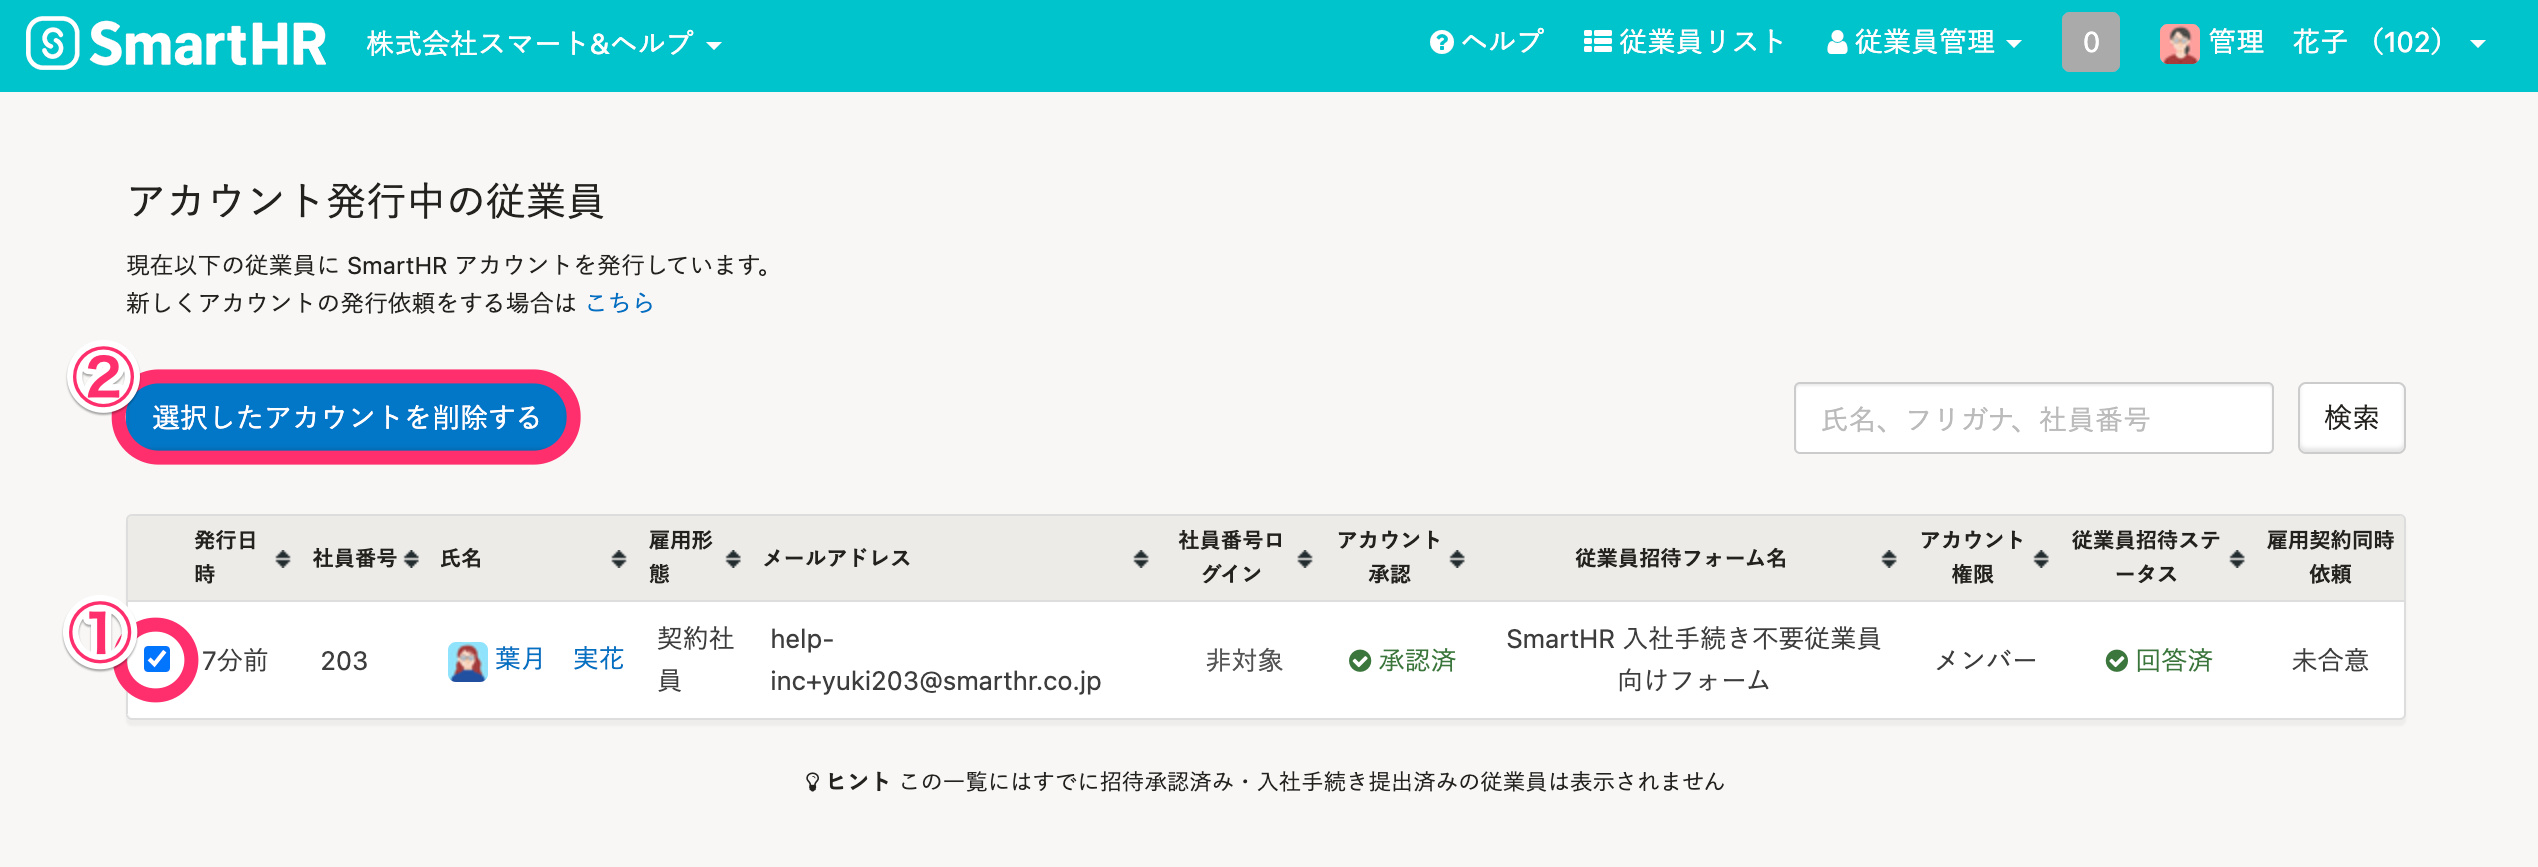 SmartHR 株式会社スマート&ヘルプ ヘルプ 従業員リスト 従業員管理 0 管理 花子 (102)
アカウント発行中の従業員
現在以下の従業員に SmartHR アカウントを発行しています。
新しくアカウントの発行依頼をする場合は こちら
②
選択したアカウントを削除する 氏名、フリガナ、社員番号 検索
発行日時 社員番号 氏名 雇用形態 メールアドレス 社員番号ログイン アカウント承認 従業員招待フォーム名 アカウント権限 従業員招待ステータス 雇用契約同時依頼
①
7分前 203 葉月 実花 契約社員 help-inc+yuki203@smarthr.co.jp 非対象 承認済 SmartHR 入社手続き不要従業員向けフォーム メンバー 回答済 未合意
ヒント この一覧にはすでに招待承認済み・入社手続き提出済みの従業員は表示されません